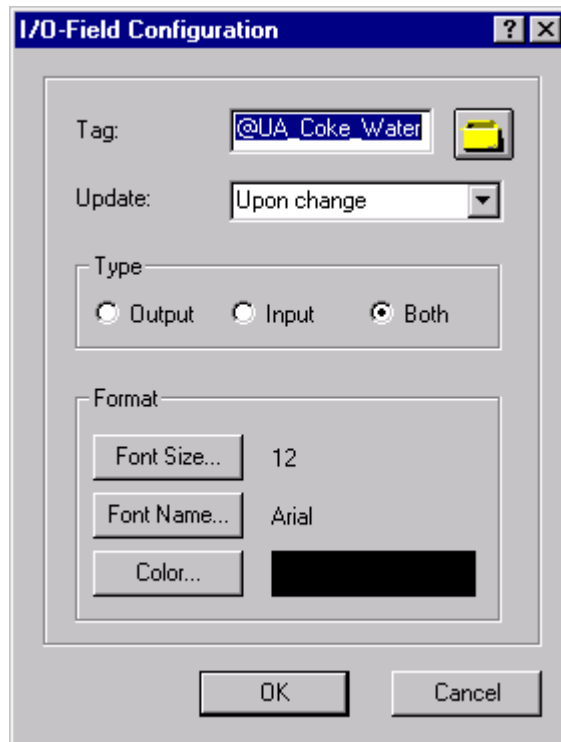 I/O-Field Configuration
Tag: @UA_Coke_Water
Update: Upon change
Type
Output Input Both
Format
Font Size... 12
Font Name... Arial
Color...
OK Cancel